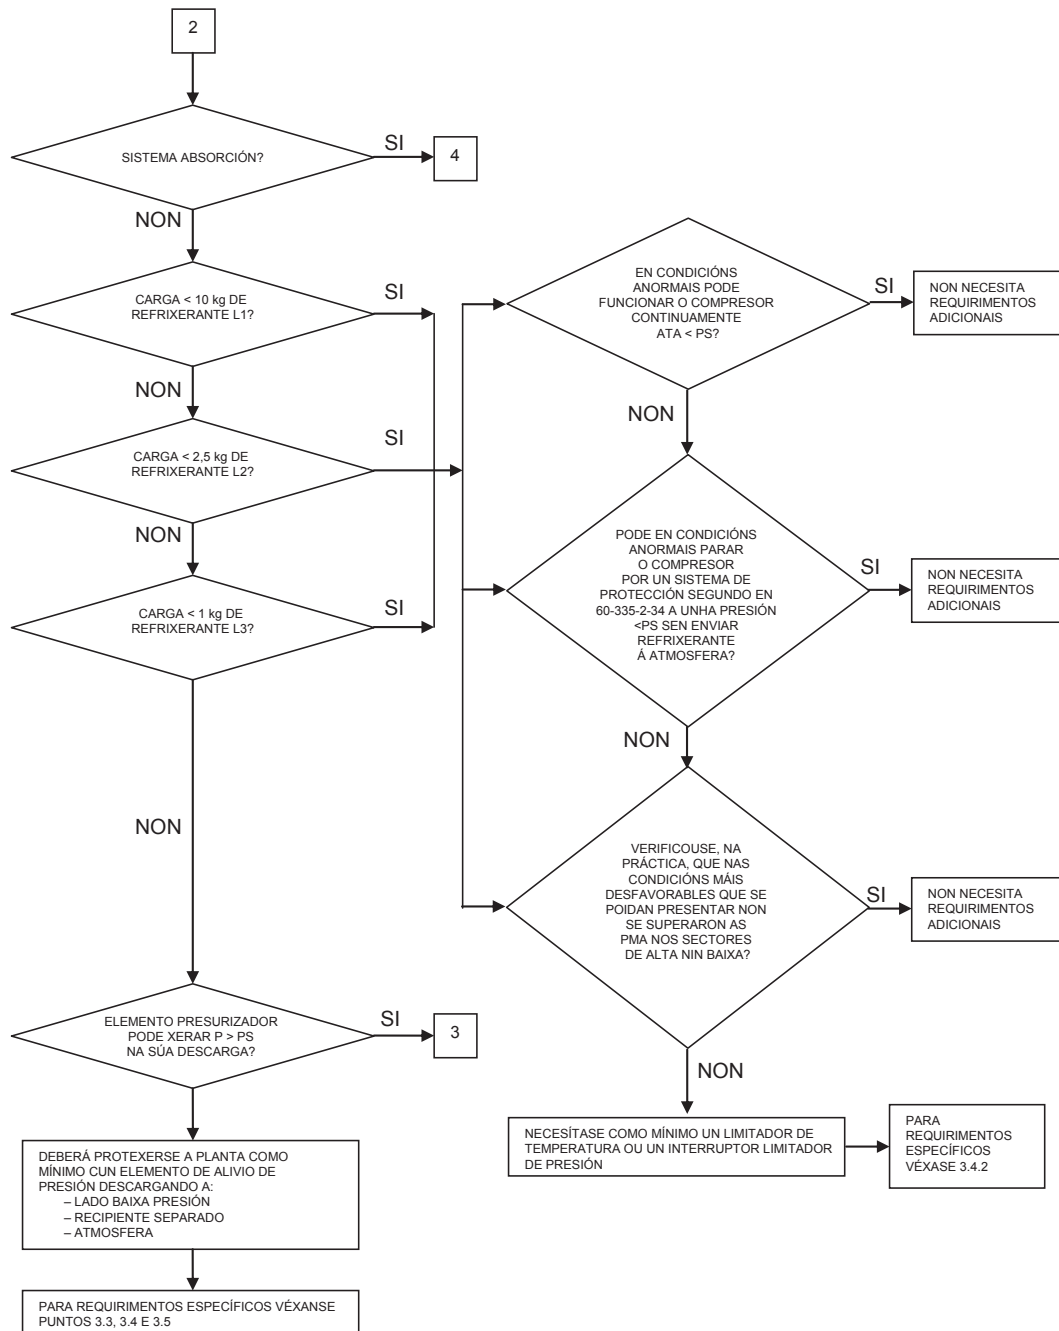 2
SISTEMA ABSORCIÓN?
SI
4
NON
CARGA < 10 kg DE
REFRIXERANTE L1?
SI
NON
CARGA < 2,5 kg DE
REFRIXERANTE L2?
SI
NON
CARGA < 1 kg DE
REFRIXERANTE L3?
SI
NON
ELEMENTO PRESURIZADOR
PODE XERAR P > PS
NA SÚA DESCARGA?
SI
3
DEBERÁ PROTEXERSE A PLANTA COMO
MÍNIMO CUN ELEMENTO DE ALIVIO DE
PRESIÓN DESCARGANDO A:
– LADO BAIXA PRESIÓN
– RECIPIENTE SEPARADO
– ATMOSFERA
PARA REQUIRIMENTOS ESPECÍFICOS VÉXANSE
PUNTOS 3.3, 3.4 E 3.5
EN CONDICIÓNS
ANORMAIS PODE
FUNCIONAR O COMPRESOR
CONTINUAMENTE
ATA < PS?
SI
NON NECESITA
REQUIRIMENTOS
ADICIONAIS
NON
PODE EN CONDICIÓNS
ANORMAIS PARAR
O COMPRESOR
POR UN SISTEMA DE
PROTECCIÓN SEGUNDO EN
60-335-2-34 A UNHA PRESIÓN
<PS SEN ENVIAR
REFRIXERANTE
Á ATMOSFERA?
SI
NON NECESITA
REQUIRIMENTOS
ADICIONAIS
NON
VERIFICOUSE, NA
PRÁCTICA, QUE NAS
CONDICIÓNS MÁIS
DESFAVORABLES QUE SE
POIDAN PRESENTAR NON
SE SUPERARON AS
PMA NOS SECTORES
DE ALTA NIN BAIXA?
SI
NON NECESITA
REQUIRIMENTOS
ADICIONAIS
NON
NECESÍTASE COMO MÍNIMO UN LIMITADOR DE
TEMPERATURA OU UN INTERRUPTOR LIMITADOR
DE PRESIÓN
PARA
REQUIRIMENTOS
ESPECÍFICOS
VÉXASE 3.4.2